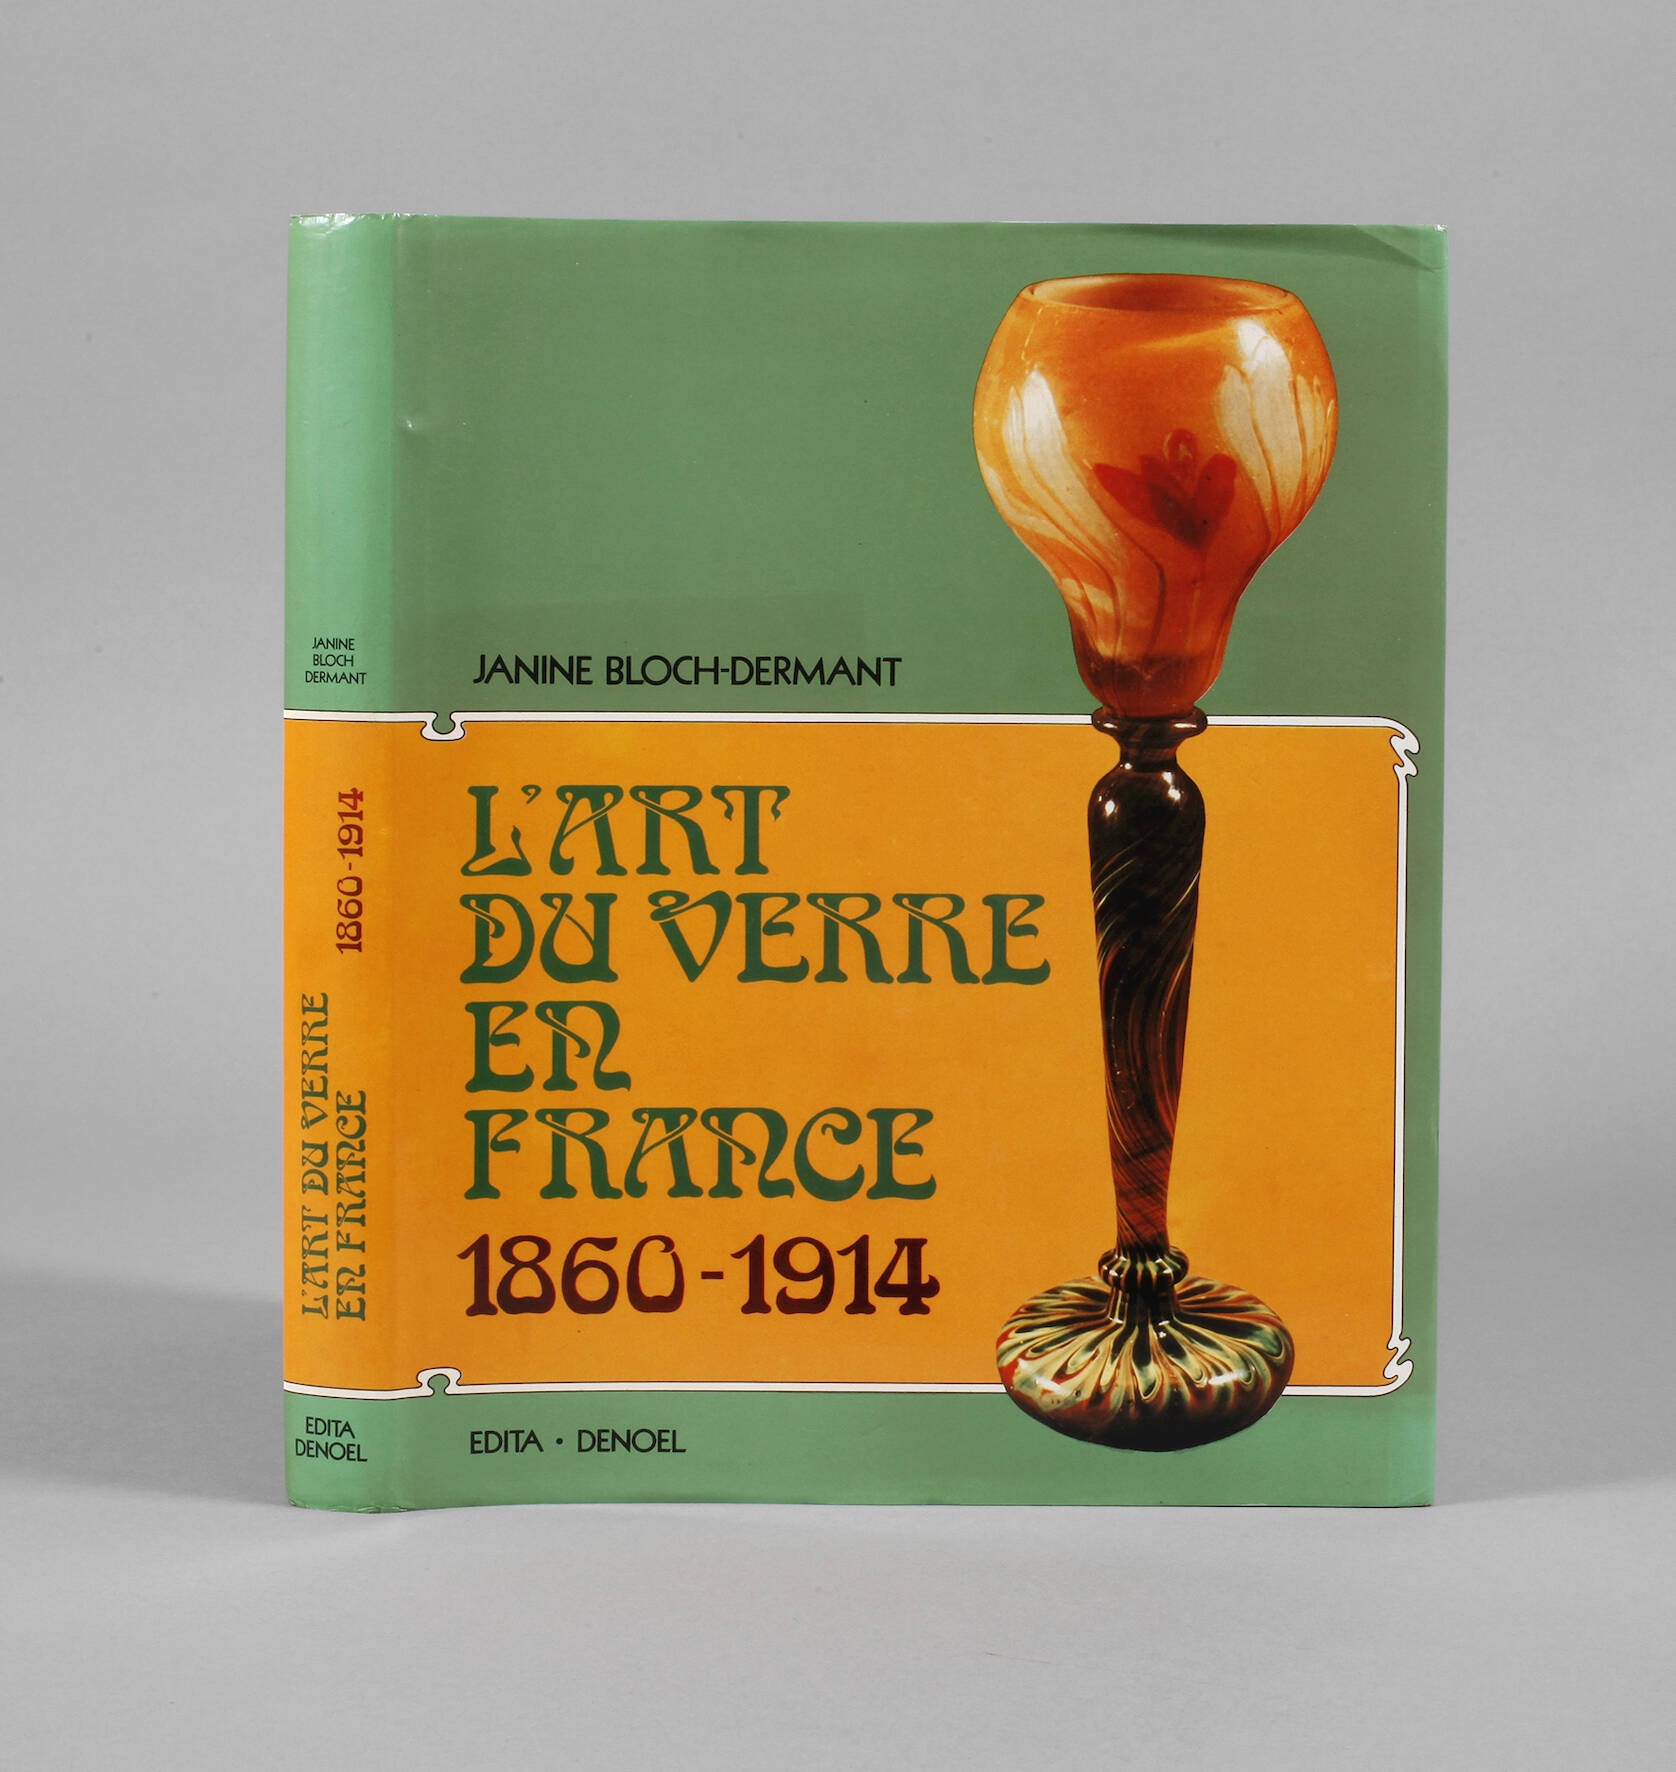 JANINE
BLOCH
DERMANT
L'ART DU VERRE
EN FRANCE
1860-1914
EDITA
DENOEL
JANINE BLOCH-DERMANT
L'ART
DU VERRE
EN
FRANCE
1860-1914
EDITA • DENOEL